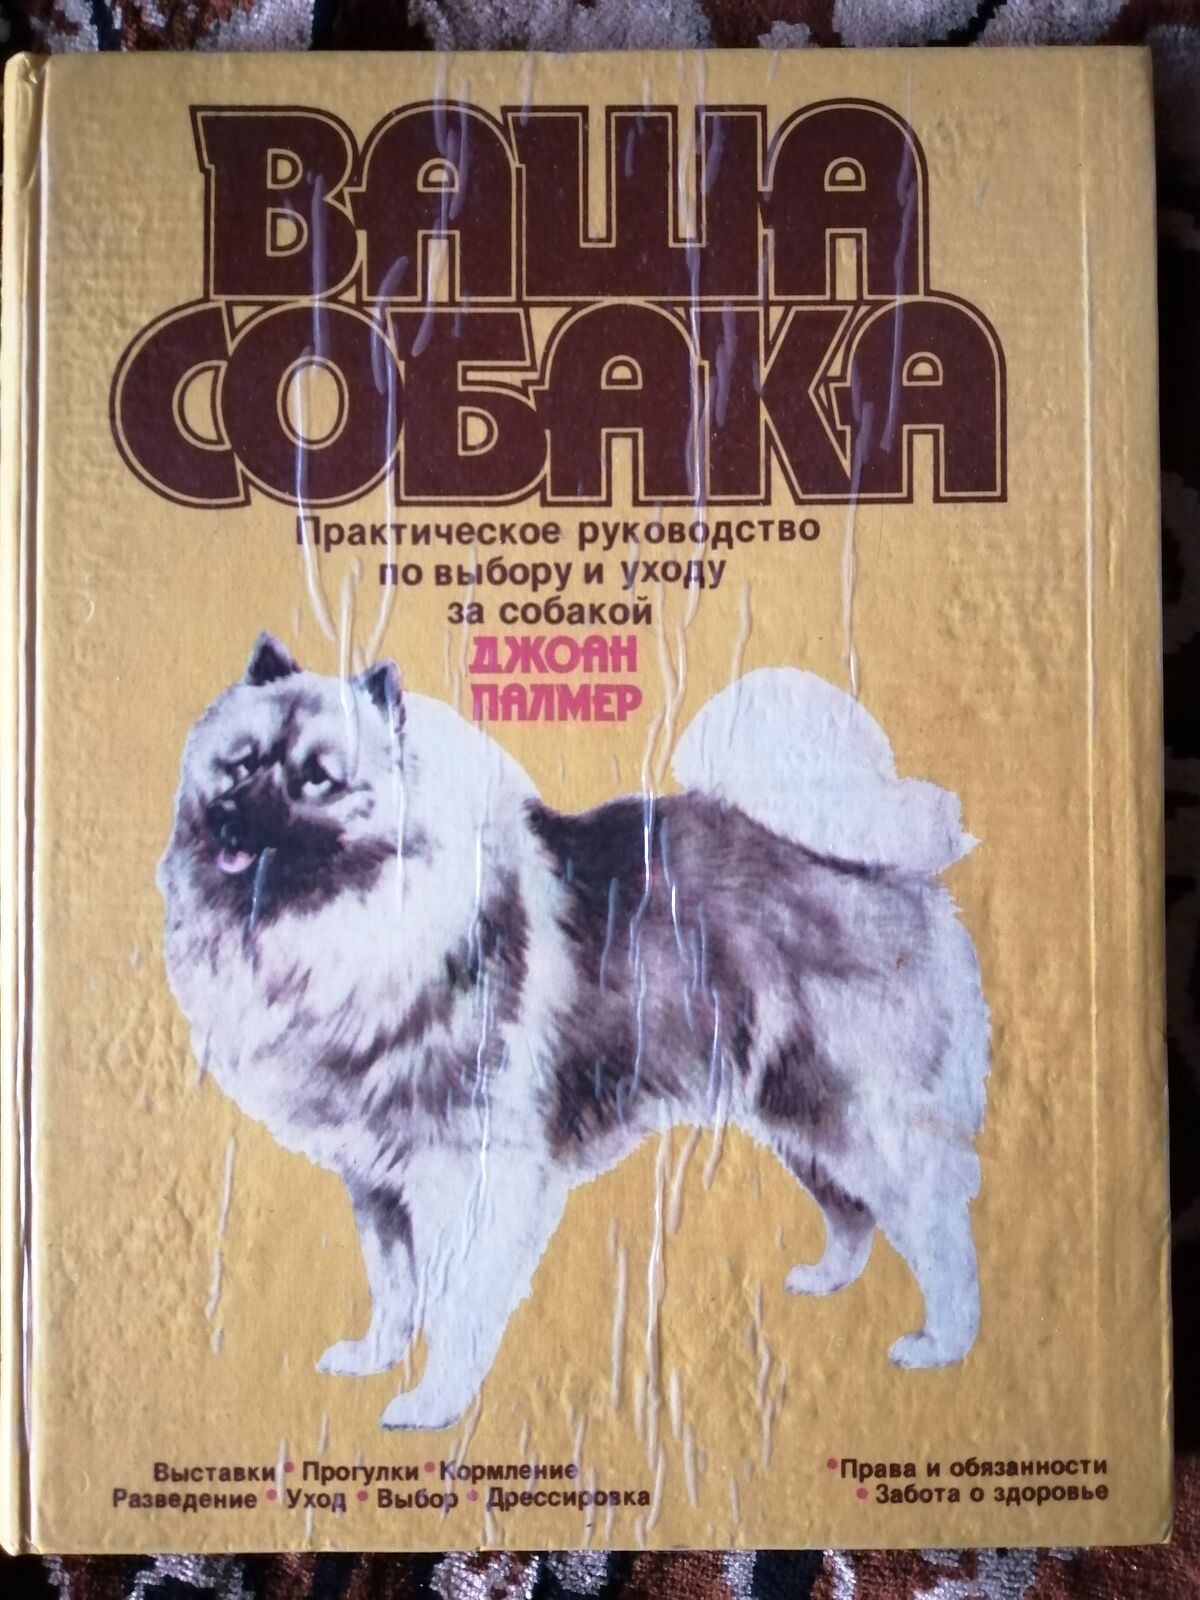 ВАША
СОБАКА
Практическое руководство
по выбору и уходу
за собакой
ДЖОАН
ПАЛМЕР
Выставки • Прогулки • Кормление
Разведение • Уход • Выбор • Дрессировка
• Права и обязанности
• Забота о здоровье